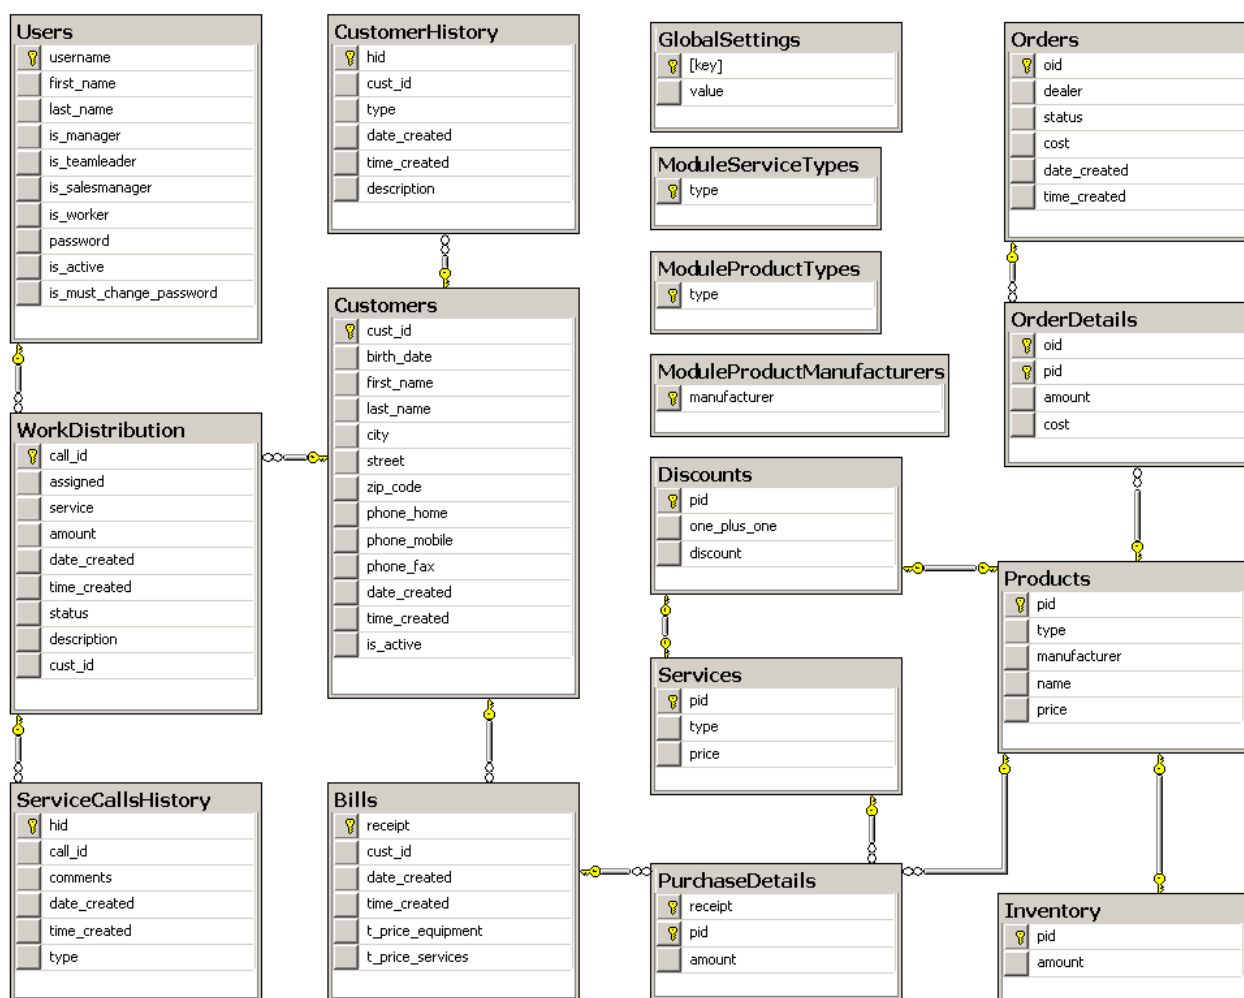 Users
username
first_name
last_name
is_manager
is_teamleader
is_salesmanager
is_worker
password
is_active
is_must_change_password
WorkDistribution
call_id
assigned
service
amount
date_created
time_created
status
description
cust_id
ServiceCallsHistory
hid
call_id
comments
date_created
time_created
type
CustomerHistory
hid
cust_id
type
date_created
time_created
description
Customers
cust_id
birth_date
first_name
last_name
city
street
zip_code
phone_home
phone_mobile
phone_fax
date_created
time_created
is_active
Bills
receipt
cust_id
date_created
time_created
t_price_equipment
t_price_services
GlobalSettings
[key]
value
ModuleServiceTypes
type
ModuleProductTypes
type
ModuleProductManufacturers
manufacturer
Discounts
pid
one_plus_one
discount
Services
pid
type
price
PurchaseDetails
receipt
pid
amount
Orders
oid
dealer
status
cost
date_created
time_created
OrderDetails
oid
pid
amount
cost
Products
pid
type
manufacturer
name
price
Inventory
pid
amount